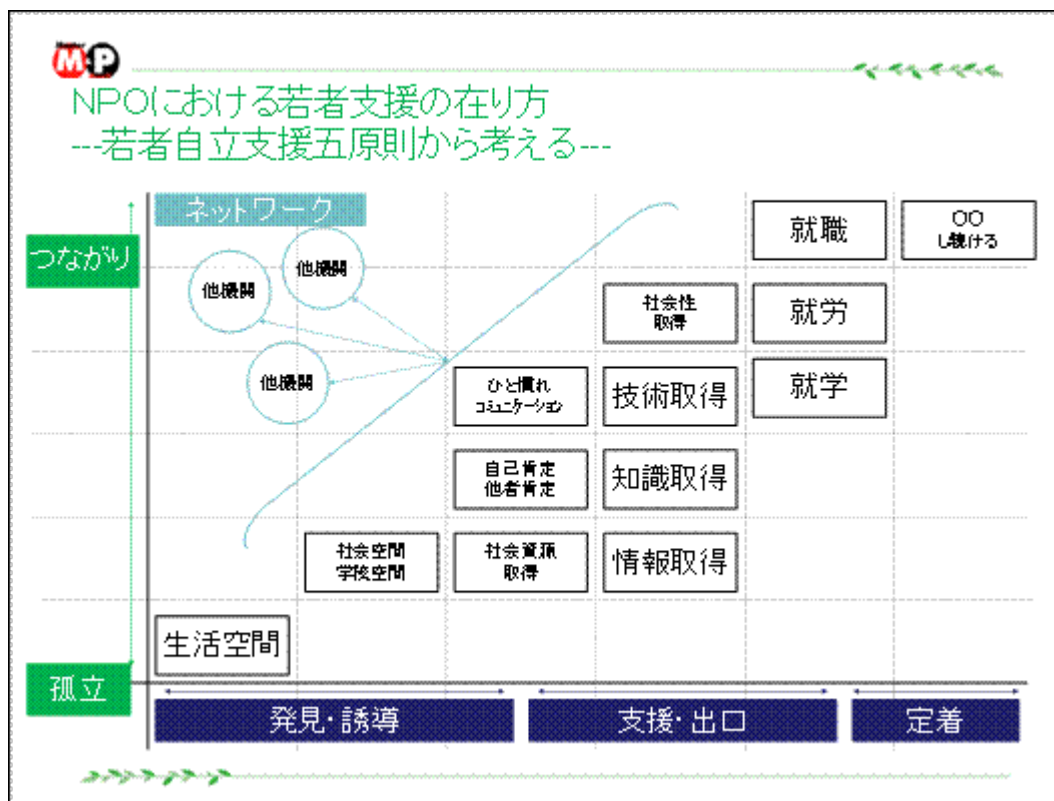 M・P
NPOにおける若者支援の在り方
---若者自立支援五原則から考える---
ネットワーク
つながり
他機関
他機関
他機関
就職
〇〇
し続ける
社会性
取得
就労
ひと慣れ
コミュニケーション
技術取得
就学
自己肯定
他者肯定
知識取得
社会空間
学校空間
社会資源
取得
情報取得
生活空間
孤立
発見・誘導
支援・出口
定着